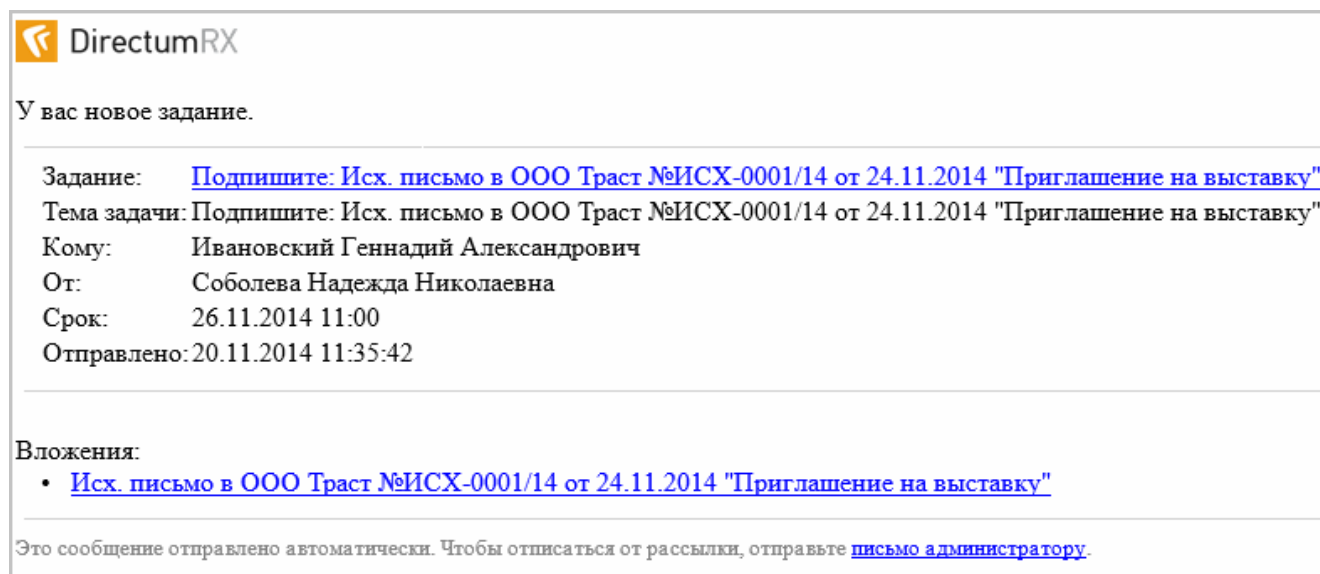 DirectumRX
У вас новое задание.
Задание: Подпишите: Исх. письмо в ООО Траст №ИСХ-0001/14 от 24.11.2014 "Приглашение на выставку"
Тема задачи: Подпишите: Исх. письмо в ООО Траст №ИСХ-0001/14 от 24.11.2014 "Приглашение на выставку"
Кому: Ивановский Геннадий Александрович
От: Соболева Надежда Николаевна
Срок: 26.11.2014 11:00
Отправлено: 20.11.2014 11:35:42
Вложения:
• Исх. письмо в ООО Траст №ИСХ-0001/14 от 24.11.2014 "Приглашение на выставку"
Это сообщение отправлено автоматически. Чтобы отписаться от рассылки, отправьте письмо администратору.